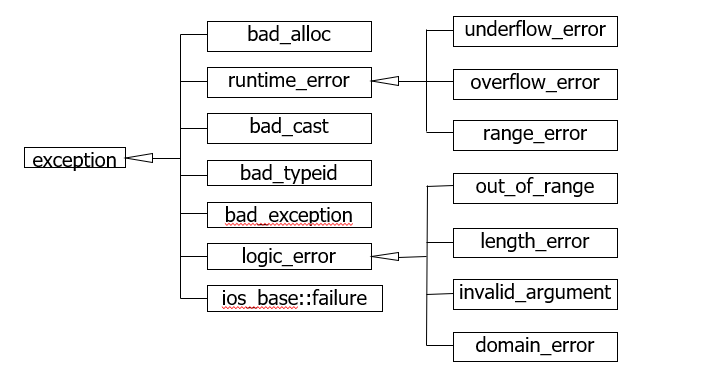 exception
bad_alloc
runtime_error
bad_cast
bad_typeid
bad_exception
logic_error
ios_base::failure
underflow_error
overflow_error
range_error
out_of_range
length_error
invalid_argument
domain_error